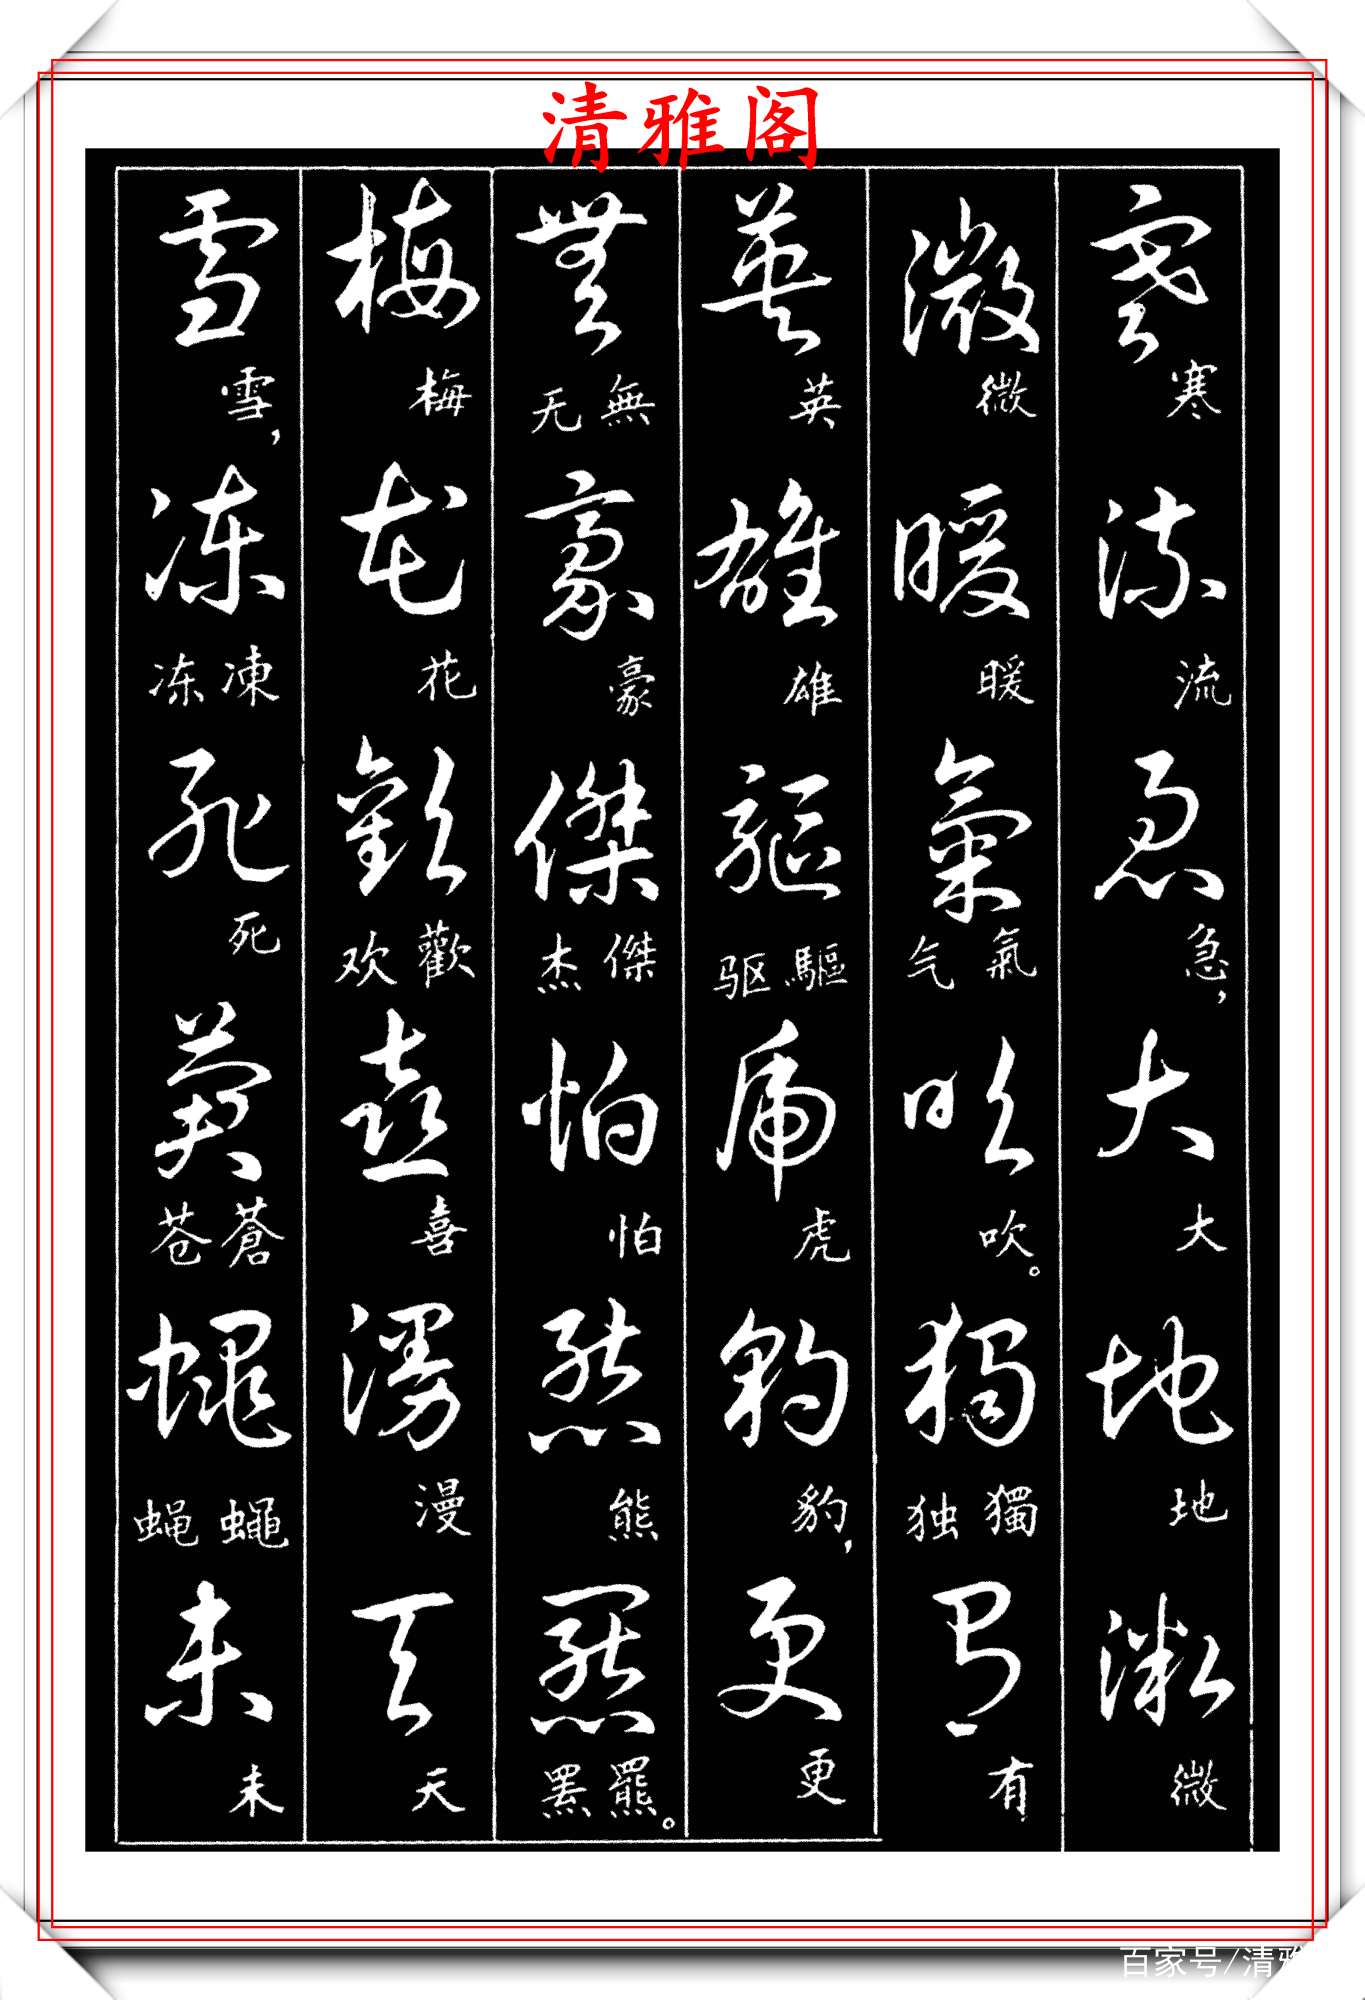 清雅阁
寒流急，大地微
微暖氣气吹。獨独有
英雄驅驱虎豹，更
無无豪傑杰怕熊羆罴。
梅花歡欢喜漫天
雪，凍冻死蒼苍蠅蝇未
百家号/清雅